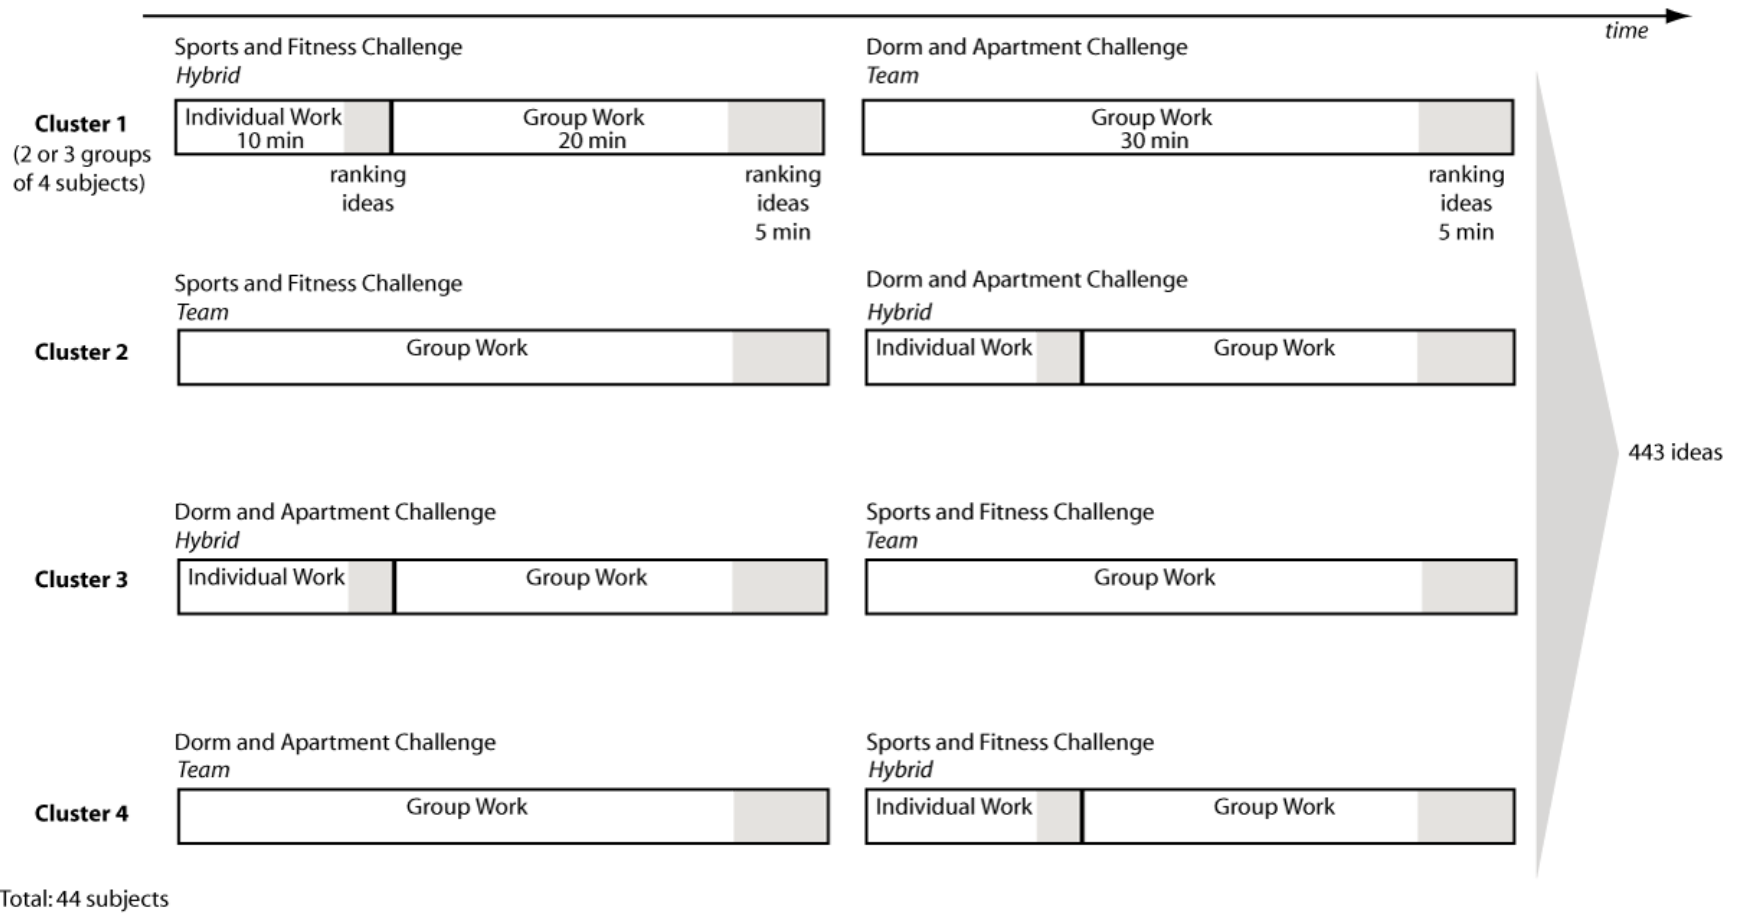 time
Sports and Fitness Challenge
Hybrid
Dorm and Apartment Challenge
Team
Cluster 1
(2 or 3 groups
of 4 subjects)
Individual Work
10 min
Group Work
20 min
Group Work
30 min
ranking
ideas
ranking
ideas
5 min
ranking
ideas
5 min
Sports and Fitness Challenge
Team
Dorm and Apartment Challenge
Hybrid
Cluster 2
Group Work
Individual Work
Group Work
443 ideas
Dorm and Apartment Challenge
Hybrid
Sports and Fitness Challenge
Team
Cluster 3
Individual Work
Group Work
Group Work
Dorm and Apartment Challenge
Team
Sports and Fitness Challenge
Hybrid
Cluster 4
Group Work
Individual Work
Group Work
Total: 44 subjects